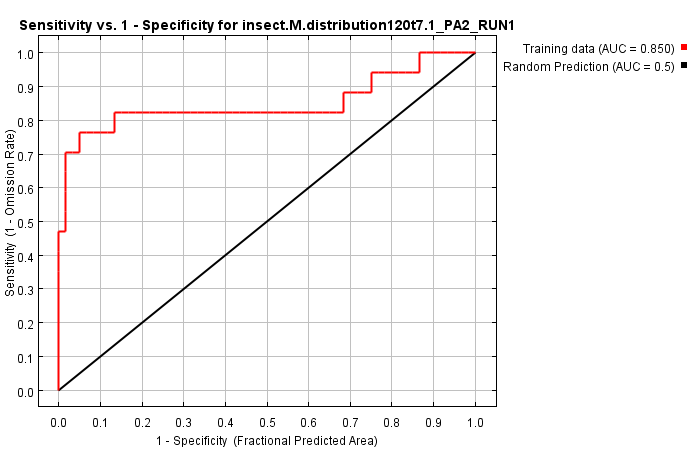 Sensitivity vs. 1 - Specificity for insect.M.distribution120t7.1_PA2_RUN1
Training data (AUC = 0.850)
Random Prediction (AUC = 0.5)
Sensitivity (1 - Omission Rate)
1.0
0.9
0.8
0.7
0.6
0.5
0.4
0.3
0.2
0.1
0.0
0.0 0.1 0.2 0.3 0.4 0.5 0.6 0.7 0.8 0.9 1.0
1 - Specificity (Fractional Predicted Area)